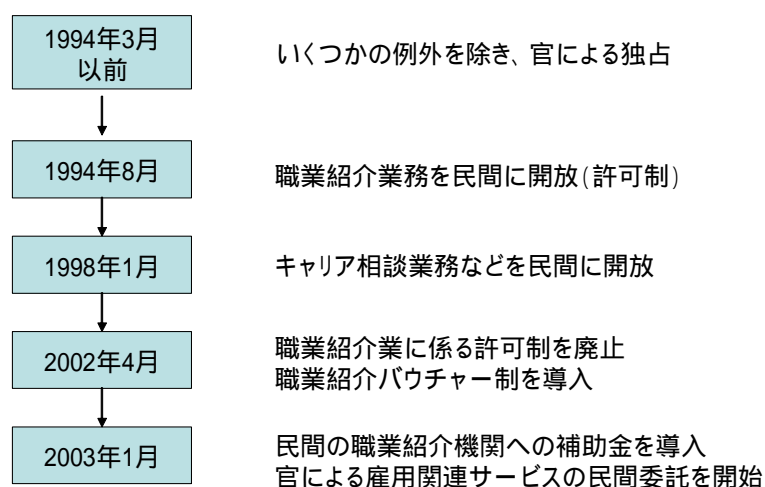 1994年3月
以前
いくつかの例外を除き、官による独占
1994年8月
職業紹介業務を民間に開放(許可制)
1998年1月
キャリア相談業務などを民間に開放
2002年4月
職業紹介業に係る許可制を廃止
職業紹介バウチャー制を導入
2003年1月
民間の職業紹介機関への補助金を導入
官による雇用関連サービスの民間委託を開始